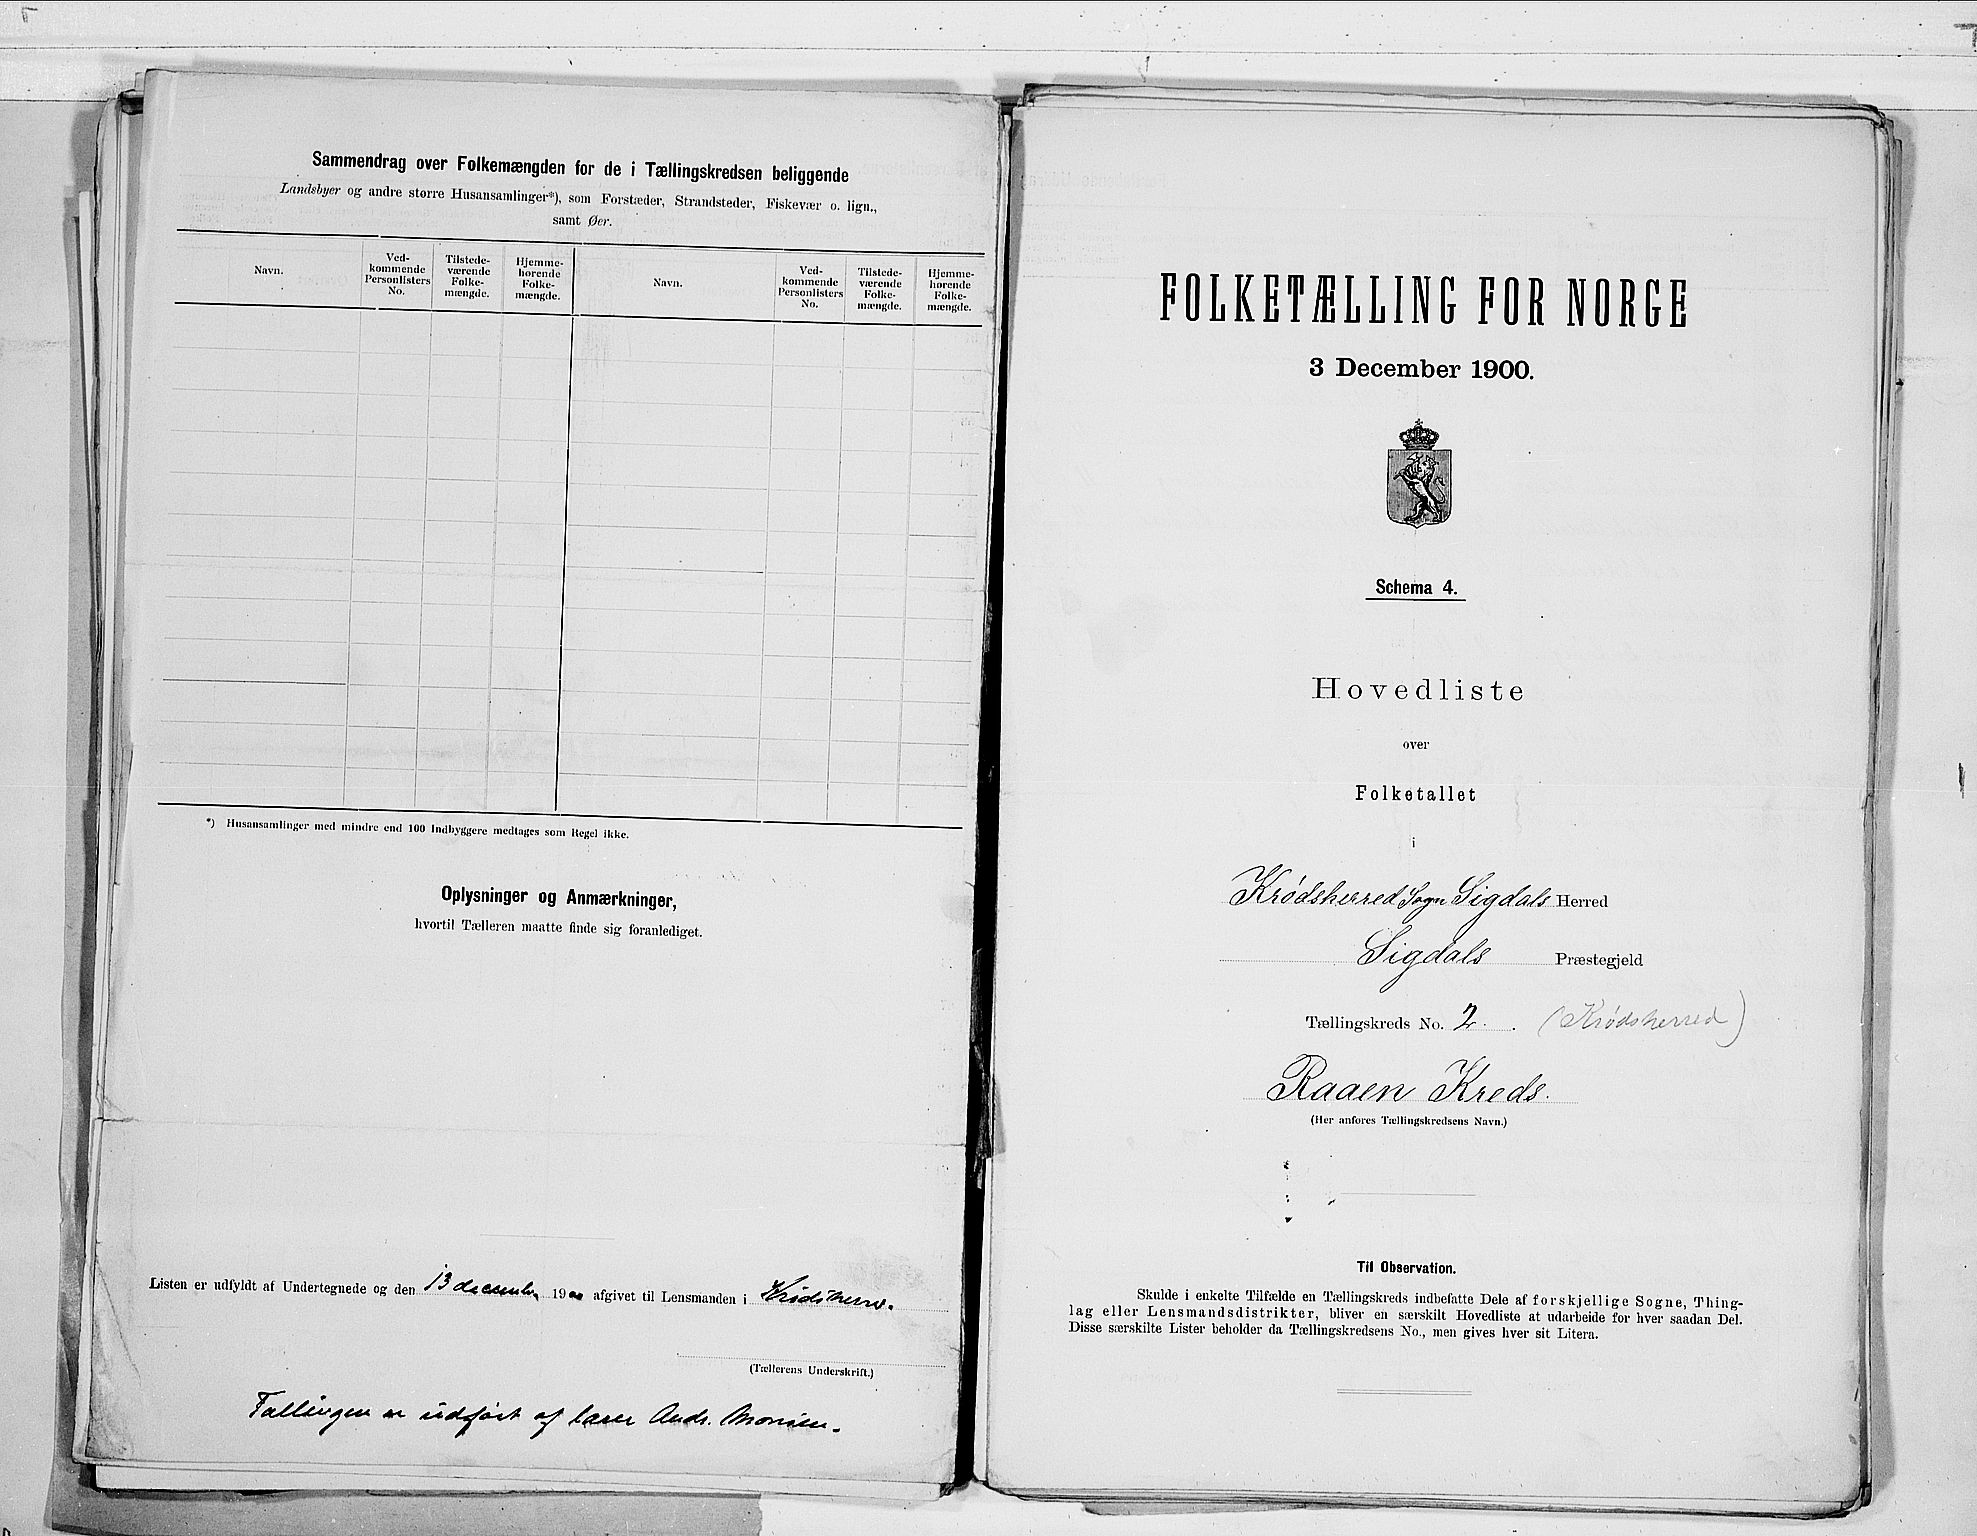 Sammendrag over Folkemængden for de i Tællingskredsen beliggende
Landsbyer og andre større Husansamlinger*), som Forstæder, Strandsteder, Fiskevær o. lign.,
samt Øer.
Navn.
Ved-
kommende
Personlisters
No.
Tilstede-
værende
Folke-
mængde.
Hjemme-
hørende
Folke-
mængde.
Navn.
Ved-
kommende
Personlisters
No.
Tilstede-
værende
Folke-
mængde.
Hjemme-
hørende
Folke-
mængde.
*) Husansamlinger med mindre end 100 Indbyggere medtages som Regel ikke.
Oplysninger og Anmærkninger,
hvortil Tælleren maatte finde sig foranlediget.
Listen er udfyldt af Undertegnede og den 13 december 1900 afgivet til Lensmanden i
(Tællerens Underskrift.)
Tællingen er udført af lærer Andr.
FOLKETÆLLING FOR NORGE
3 December 1900.
Schema 4.
Hovedliste
over
Folketallet
i
Krødsherred Sogn Sigdals Herred
Sigdals Præstegjeld
Tællingskreds No. 2. (Krødsherred)
Raaen Kreds.
(Her anføres Tællingskredsens Navn.)
Til Observation.
Skulde i enkelte Tilfælde en Tællingskreds indbefatte Dele af forskjellige Sogne, Thing-
lag eller Lensmandsdistrikter, bliver en særskilt Hovedliste at udarbeide for hver saadan Del.
Disse særskilte Lister beholder da Tællingskredsens No., men gives hver sit Litera.